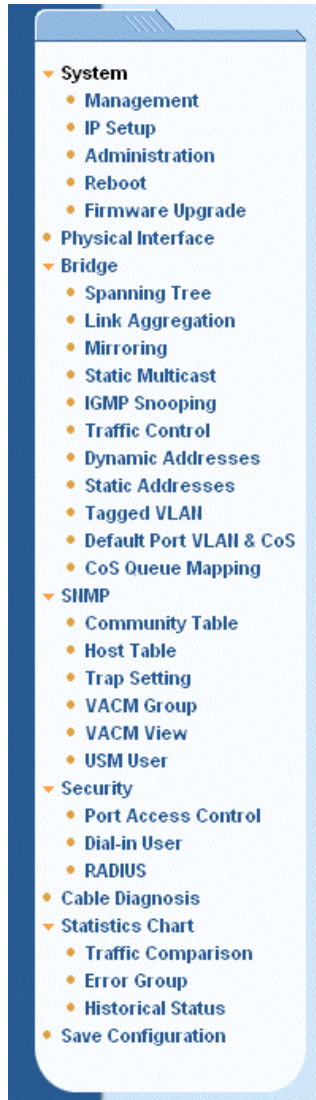 System
Management
IP Setup
Administration
Reboot
Firmware Upgrade
Physical Interface
Bridge
Spanning Tree
Link Aggregation
Mirroring
Static Multicast
IGMP Snooping
Traffic Control
Dynamic Addresses
Static Addresses
Tagged VLAN
Default Port VLAN & CoS
CoS Queue Mapping
SNMP
Community Table
Host Table
Trap Setting
VACM Group
VACM View
USM User
Security
Port Access Control
Dial-in User
RADIUS
Cable Diagnosis
Statistics Chart
Traffic Comparison
Error Group
Historical Status
Save Configuration